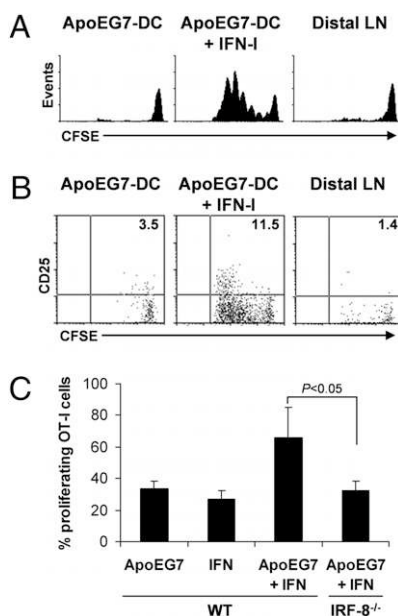 A
ApoEG7-DC
ApoEG7-DC
+ IFN-I
Distal LN
Events
CFSE
B
ApoEG7-DC
ApoEG7-DC
+ IFN-I
Distal LN
3.5
11.5
1.4
CD25
CFSE
C
P<0.05
% proliferating OT-I cells
100
80
60
40
20
0
ApoEG7
IFN
ApoEG7
+ IFN
ApoEG7
+ IFN
WT
IRF-8-/-